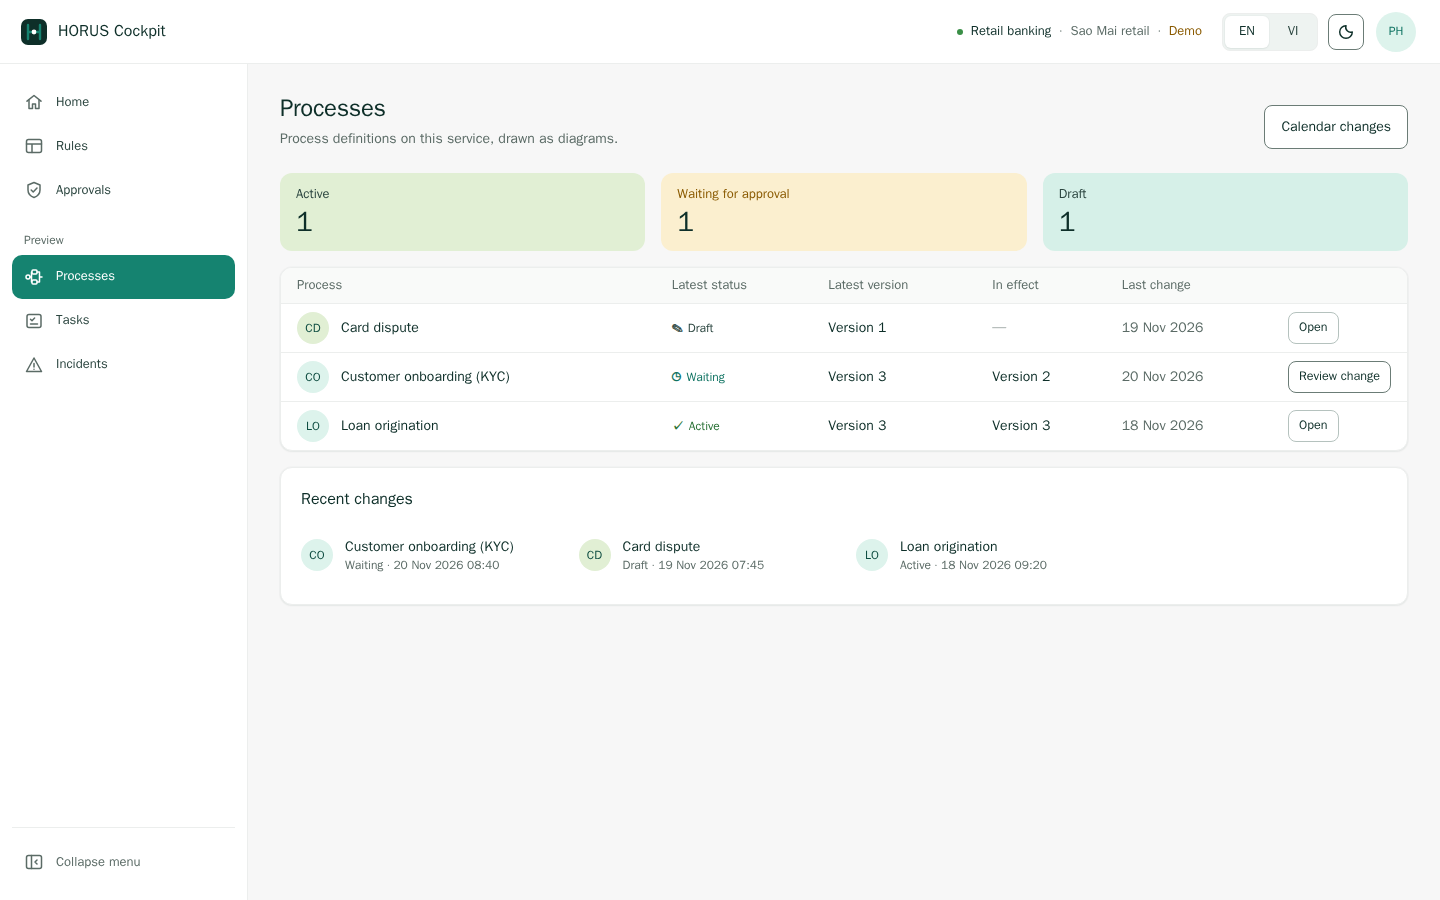 HORUS Cockpit
Retail banking · Sao Mai retail · Demo
EN VI
PH
Home
Rules
Approvals
Preview
Processes
Tasks
Incidents
Collapse menu
Processes
Process definitions on this service, drawn as diagrams.
Calendar changes
Active
1
Waiting for approval
1
Draft
1
Process Latest status Latest version In effect Last change
CD Card dispute ✎ Draft Version 1 — 19 Nov 2026 Open
CO Customer onboarding (KYC) Waiting Version 3 Version 2 20 Nov 2026 Review change
LO Loan origination ✓ Active Version 3 Version 3 18 Nov 2026 Open
Recent changes
CO Customer onboarding (KYC)
Waiting · 20 Nov 2026 08:40
CD Card dispute
Draft · 19 Nov 2026 07:45
LO Loan origination
Active · 18 Nov 2026 09:20